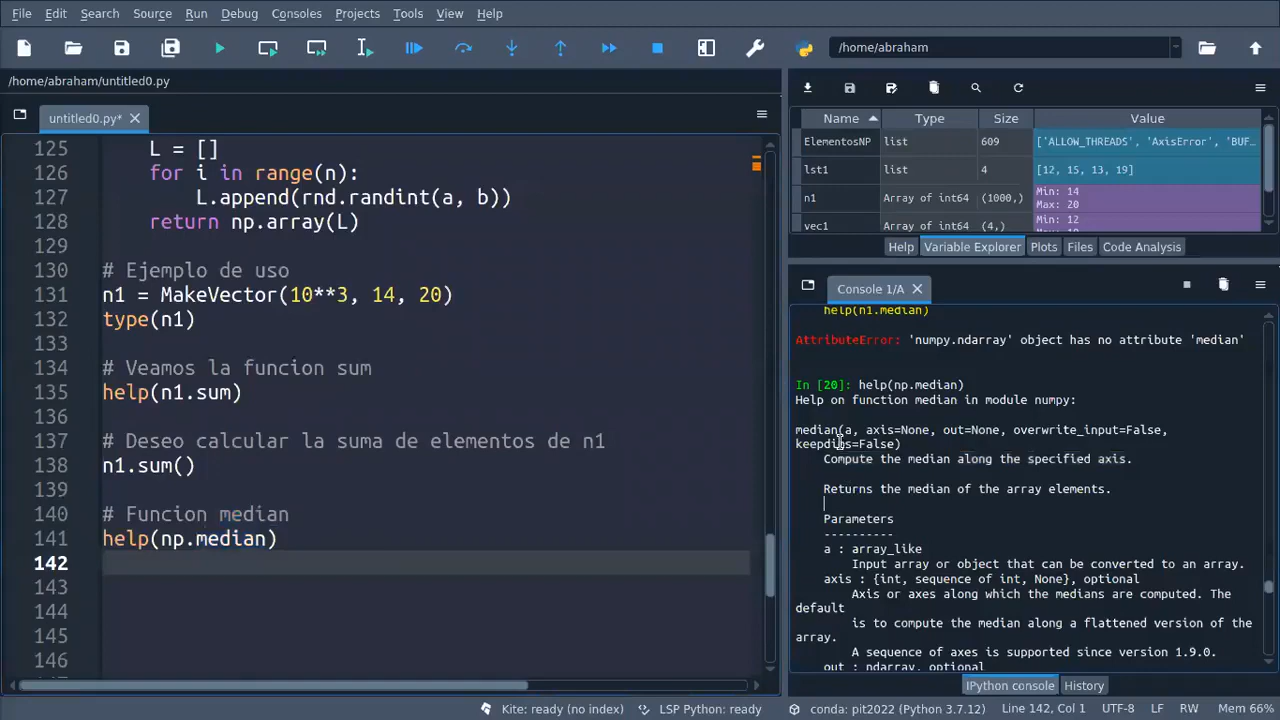 File Edit Search Source Run Debug Consoles Projects Tools View Help
/home/abraham
/home/abraham/untitled0.py
untitled0.py*
125 L = []
126 for i in range(n):
127 L.append(rnd.randint(a, b))
128 return np.array(L)
129
130 # Ejemplo de uso
131 n1 = MakeVector(10**3, 14, 20)
132 type(n1)
133
134 # Veamos la funcion sum
135 help(n1.sum)
136
137 # Deseo calcular la suma de elementos de n1
138 n1.sum()
139
140 # Funcion median
141 help(np.median)
142
143
144
145
146
Name Type Size Value
ElementosNP list 609 ['ALLOW_THREADS', 'AxisError', 'BUF…
lst1 list 4 [12, 15, 13, 19]
n1 Array of int64 (1000,) Min: 14
Max: 20
vec1 Array of int64 (4,) Min: 12
Help Variable Explorer Plots Files Code Analysis
Console 1/A
help(n1.median)
AttributeError: 'numpy.ndarray' object has no attribute 'median'
In [20]: help(np.median)
Help on function median in module numpy:
median(a, axis=None, out=None, overwrite_input=False,
keepdims=False)
Compute the median along the specified axis.
Returns the median of the array elements.
Parameters
----------
a : array_like
Input array or object that can be converted to an array.
axis : {int, sequence of int, None}, optional
Axis or axes along which the medians are computed. The
default
is to compute the median along a flattened version of the
array.
A sequence of axes is supported since version 1.9.0.
out : ndarray, optional
IPython console History
Kite: ready (no index) LSP Python: ready conda: pit2022 (Python 3.7.12) Line 142, Col 1 UTF-8 LF RW Mem 66%